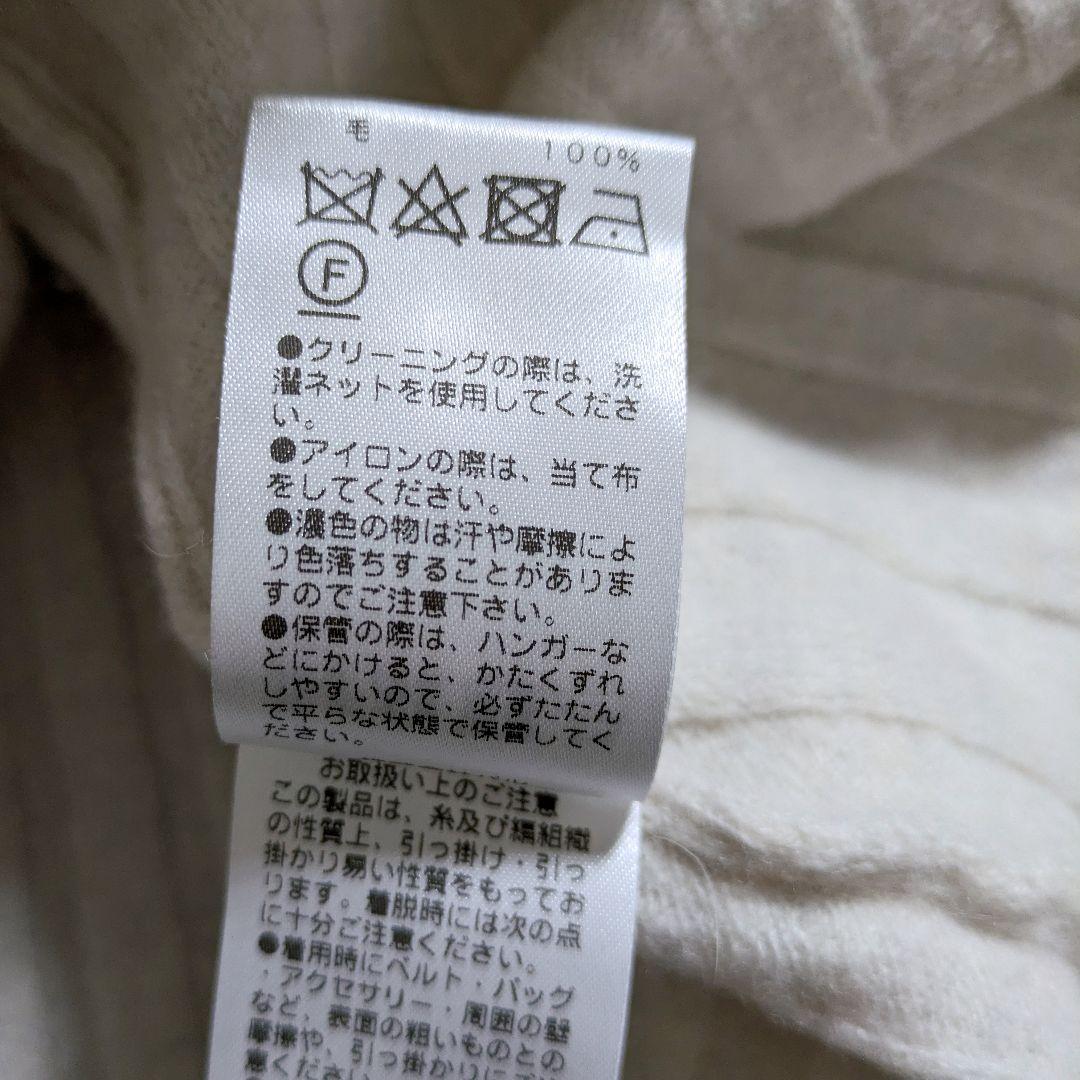 毛 100%
F
●クリーニングの際は、洗
濯ネットを使用してくださ
い。
●アイロンの際は、当て布
をしてください。
●濃色の物は汗や摩擦によ
り色落ちすることがありま
すのでご注意下さい。
●保管の際は、ハンガーな
どにかけると、かたくずれ
しやすいので、必ずたたん
で平らな状態で保管してく
ださい。
お取扱い上のご注意
この製品は、糸及び編組織
の性質上、引っ掛け・引っ
掛かり易い性質をもってお
ります。着脱時には次の点
に十分ご注意ください。
●着用時にベルト・バッグ
・アクセサリー・周囲の壁
など、表面の粗いものとの
摩擦や、引っ掛かりに
意ください